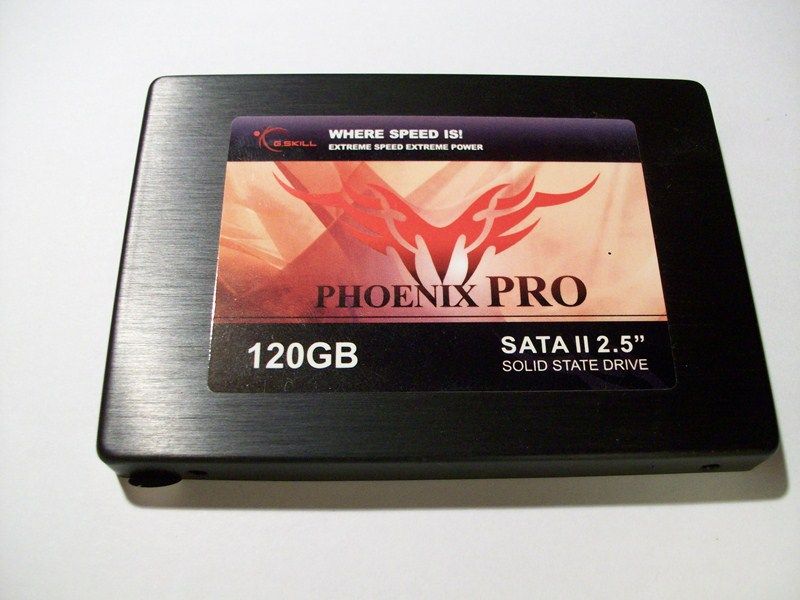 G.SKILL
WHERE SPEED IS!
EXTREME SPEED EXTREME POWER
PHOENIX PRO
120GB
SATA II 2.5”
SOLID STATE DRIVE